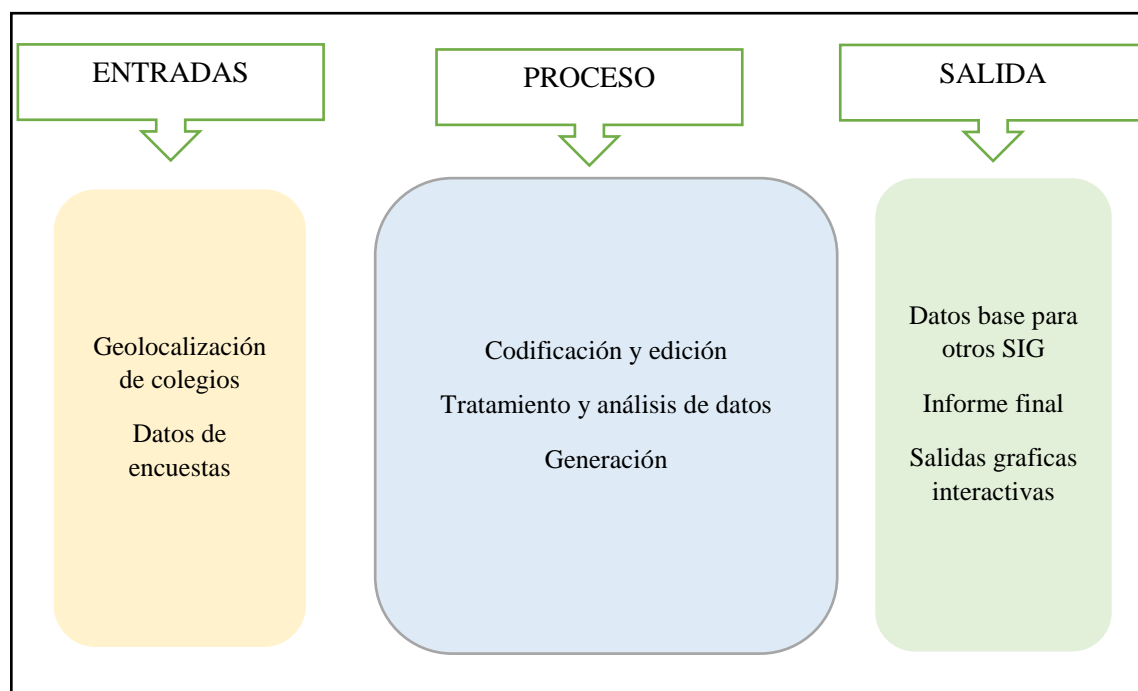 ENTRADAS
PROCESO
SALIDA
Geolocalización
de colegios
Datos de
encuestas
Codificación y edición
Tratamiento y análisis de datos
Generación
Datos base para
otros SIG
Informe final
Salidas graficas
interactivas